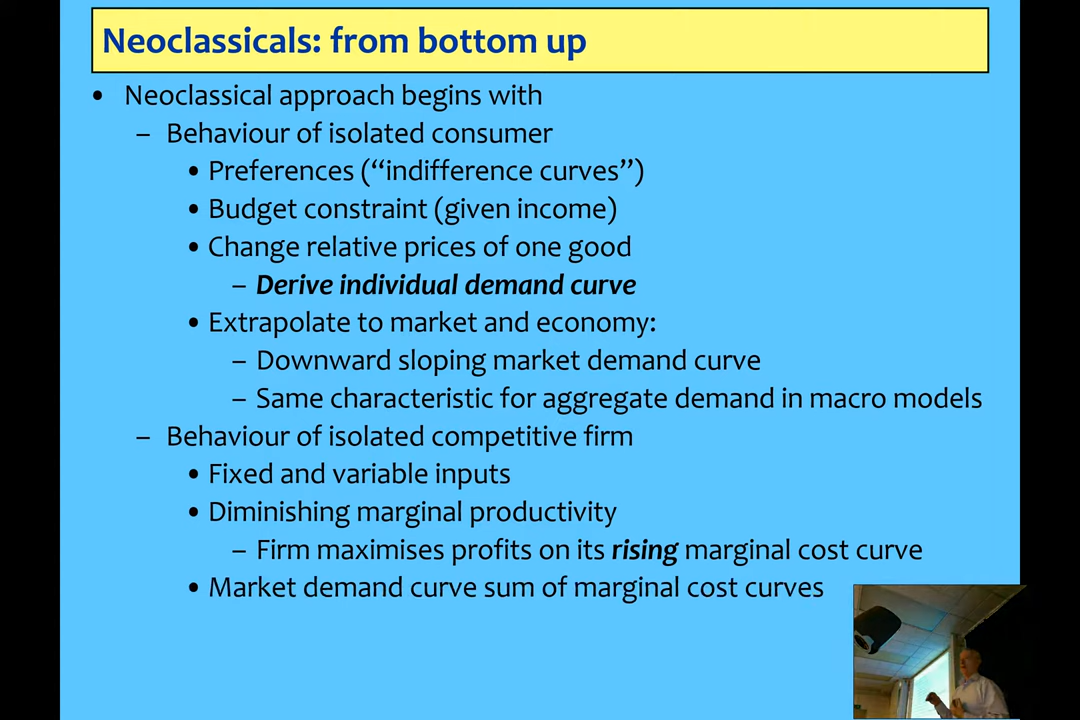 Neoclassicals: from bottom up
• Neoclassical approach begins with
– Behaviour of isolated consumer
• Preferences (“indifference curves”)
• Budget constraint (given income)
• Change relative prices of one good
– Derive individual demand curve
• Extrapolate to market and economy:
– Downward sloping market demand curve
– Same characteristic for aggregate demand in macro models
– Behaviour of isolated competitive firm
• Fixed and variable inputs
• Diminishing marginal productivity
– Firm maximises profits on its rising marginal cost curve
• Market demand curve sum of marginal cost curves